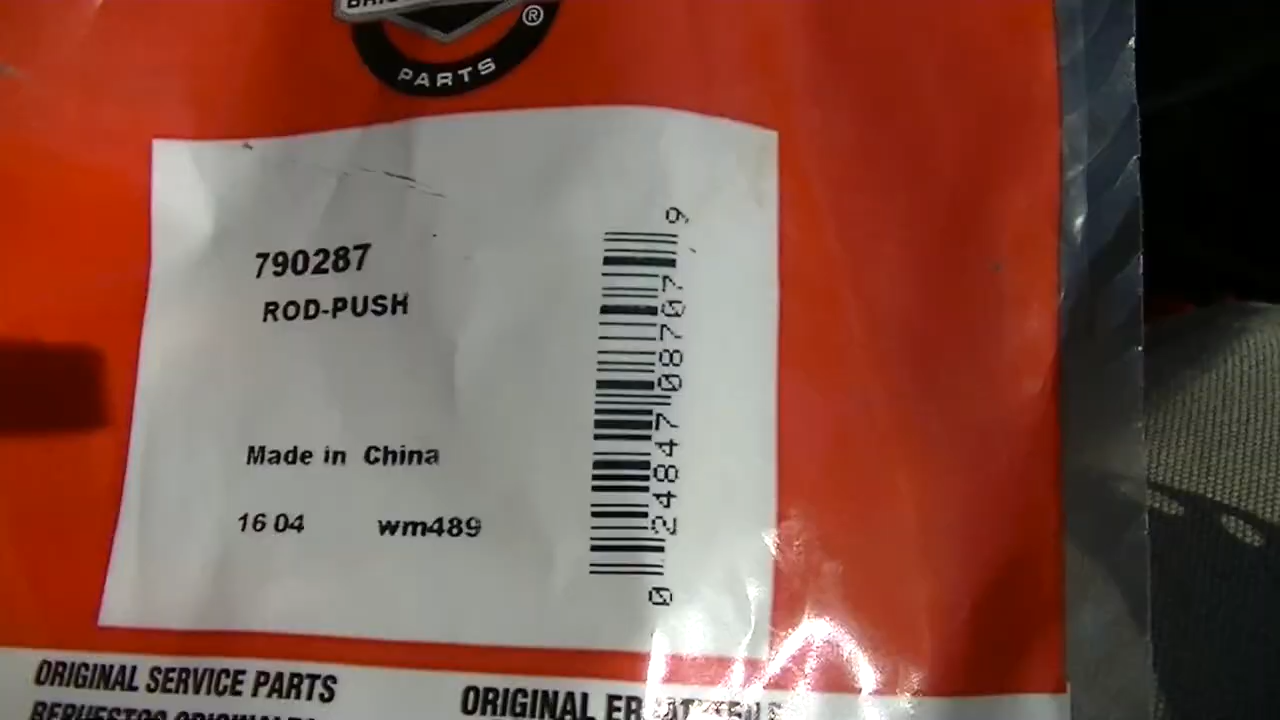 ®
PARTS
790287
ROD-PUSH
Made in China
16 04 wm489
0 24847 08707 9
ORIGINAL SERVICE PARTS
ORIGINAL